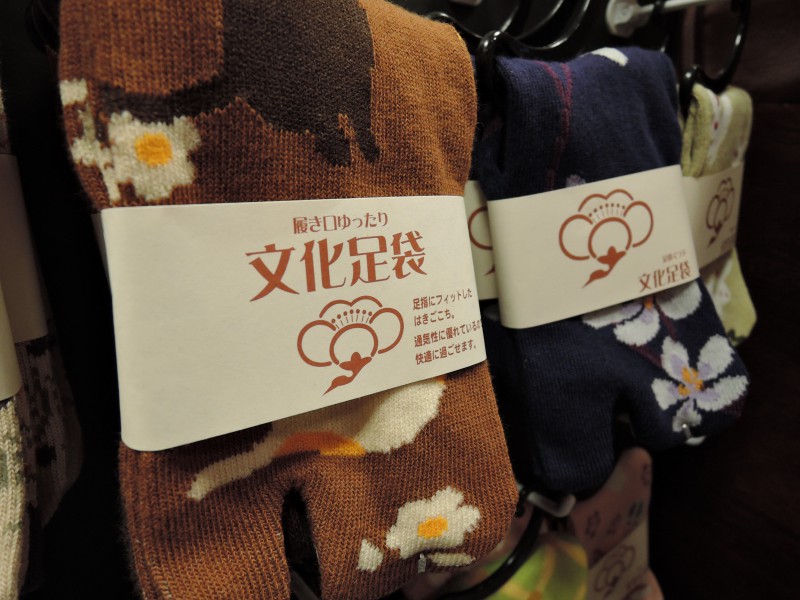 履き口ゆったり
文化足袋
足指にフィットした
はきごこち。
通気性に優れているの
快適に過ごせます。
文化足袋